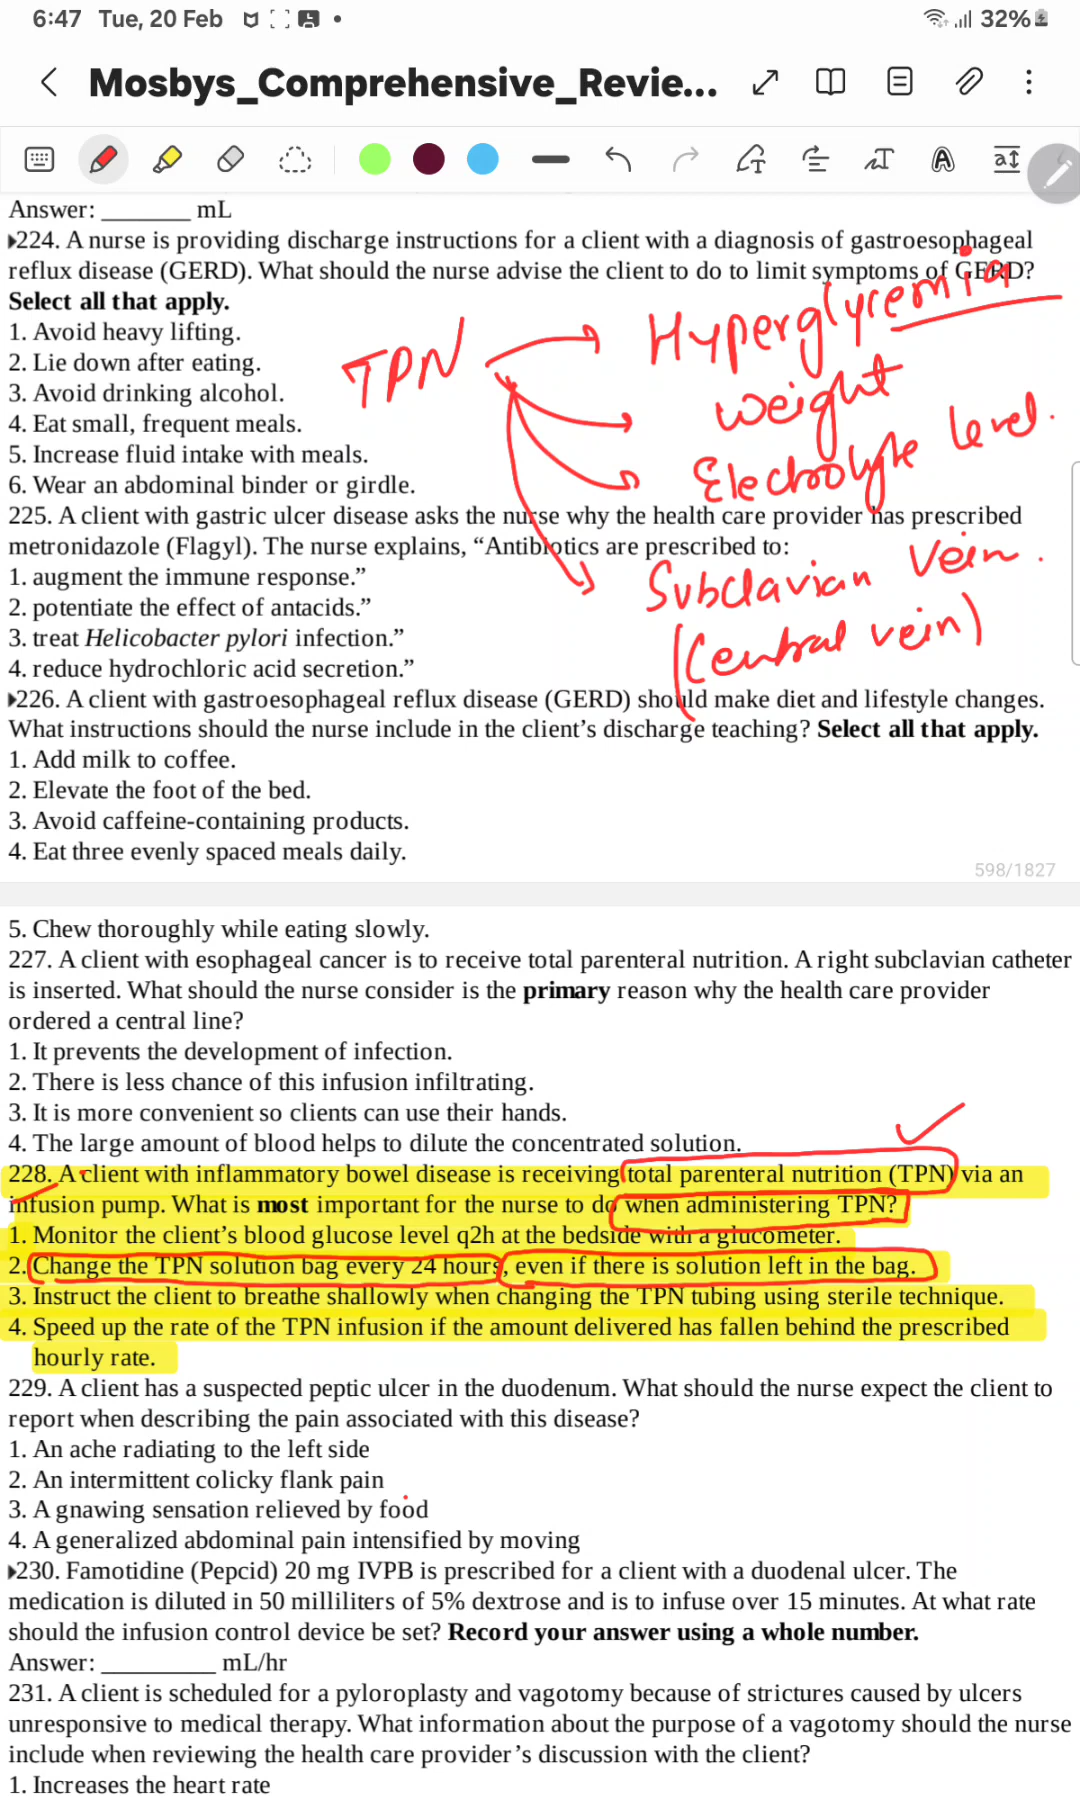 6:47 Tue, 20 Feb
32%
Mosbys_Comprehensive_Revie...
Answer: _______ mL
224. A nurse is providing discharge instructions for a client with a diagnosis of gastroesophageal
reflux disease (GERD). What should the nurse advise the client to do to limit symptoms of GERD?
Select all that apply.
1. Avoid heavy lifting.
2. Lie down after eating.
3. Avoid drinking alcohol.
4. Eat small, frequent meals.
5. Increase fluid intake with meals.
6. Wear an abdominal binder or girdle.
TPN
Hyperglycemia
weight
Electrolyte level.
Subclavian Vein.
(Central vein)
225. A client with gastric ulcer disease asks the nurse why the health care provider has prescribed
metronidazole (Flagyl). The nurse explains, “Antibiotics are prescribed to:
1. augment the immune response.”
2. potentiate the effect of antacids.”
3. treat Helicobacter pylori infection.”
4. reduce hydrochloric acid secretion.”
226. A client with gastroesophageal reflux disease (GERD) should make diet and lifestyle changes.
What instructions should the nurse include in the client’s discharge teaching? Select all that apply.
1. Add milk to coffee.
2. Elevate the foot of the bed.
3. Avoid caffeine-containing products.
4. Eat three evenly spaced meals daily.
598/1827
5. Chew thoroughly while eating slowly.
227. A client with esophageal cancer is to receive total parenteral nutrition. A right subclavian catheter
is inserted. What should the nurse consider is the primary reason why the health care provider
ordered a central line?
1. It prevents the development of infection.
2. There is less chance of this infusion infiltrating.
3. It is more convenient so clients can use their hands.
4. The large amount of blood helps to dilute the concentrated solution.
228. A client with inflammatory bowel disease is receiving total parenteral nutrition (TPN) via an
infusion pump. What is most important for the nurse to do when administering TPN?
1. Monitor the client’s blood glucose level q2h at the bedside with a glucometer.
2. Change the TPN solution bag every 24 hours, even if there is solution left in the bag.
3. Instruct the client to breathe shallowly when changing the TPN tubing using sterile technique.
4. Speed up the rate of the TPN infusion if the amount delivered has fallen behind the prescribed
hourly rate.
229. A client has a suspected peptic ulcer in the duodenum. What should the nurse expect the client to
report when describing the pain associated with this disease?
1. An ache radiating to the left side
2. An intermittent colicky flank pain
3. A gnawing sensation relieved by food
4. A generalized abdominal pain intensified by moving
230. Famotidine (Pepcid) 20 mg IVPB is prescribed for a client with a duodenal ulcer. The
medication is diluted in 50 milliliters of 5% dextrose and is to infuse over 15 minutes. At what rate
should the infusion control device be set? Record your answer using a whole number.
Answer: _________ mL/hr
231. A client is scheduled for a pyloroplasty and vagotomy because of strictures caused by ulcers
unresponsive to medical therapy. What information about the purpose of a vagotomy should the nurse
include when reviewing the health care provider’s discussion with the client?
1. Increases the heart rate